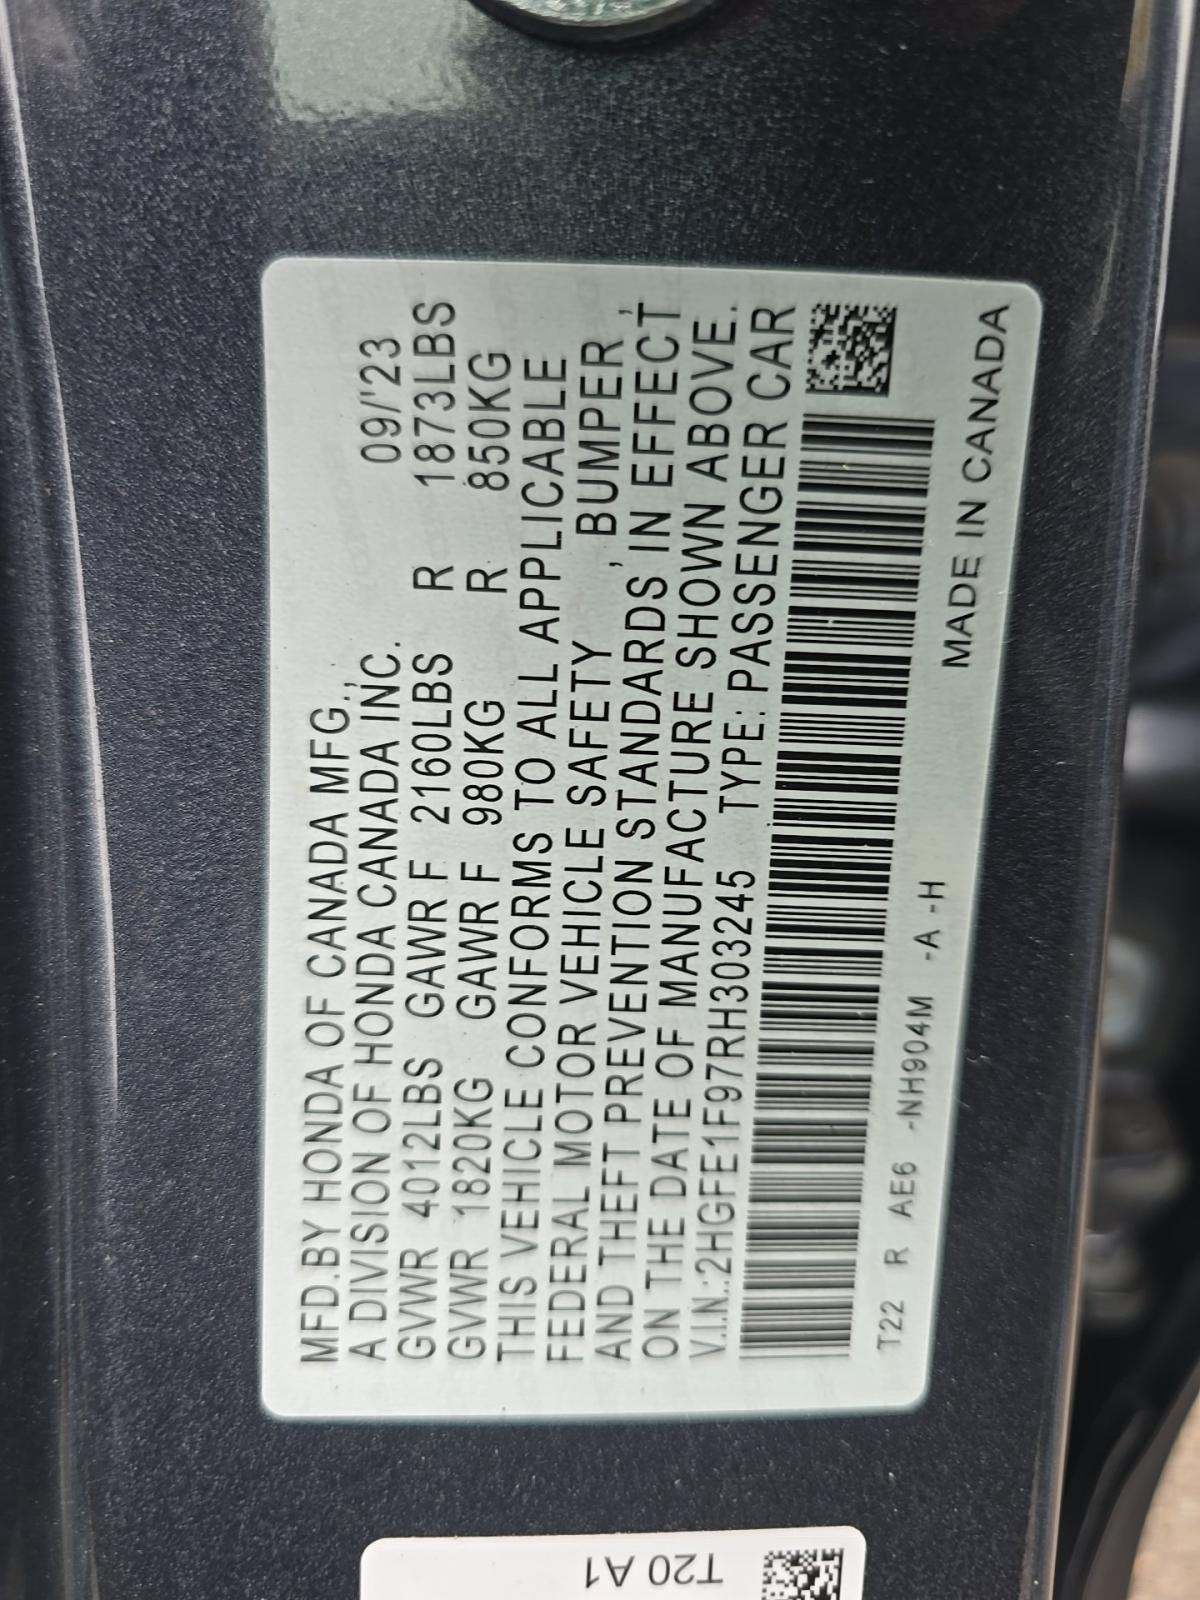 MFD.BY HONDA OF CANADA MFG.,
A DIVISION OF HONDA CANADA INC. 09/'23
GVWR 4012LBS GAWR F 2160LBS R 1873LBS
GVWR 1820KG GAWR F 980KG R 850KG
THIS VEHICLE CONFORMS TO ALL APPLICABLE
FEDERAL MOTOR VEHICLE SAFETY , BUMPER ,
AND THEFT PREVENTION STANDARDS IN EFFECT
ON THE DATE OF MANUFACTURE SHOWN ABOVE.
V.I.N.:2HGFE1F97RH303245 TYPE: PASSENGER CAR
T22 R AE6 -NH904M -A -H MADE IN CANADA
T20 A1